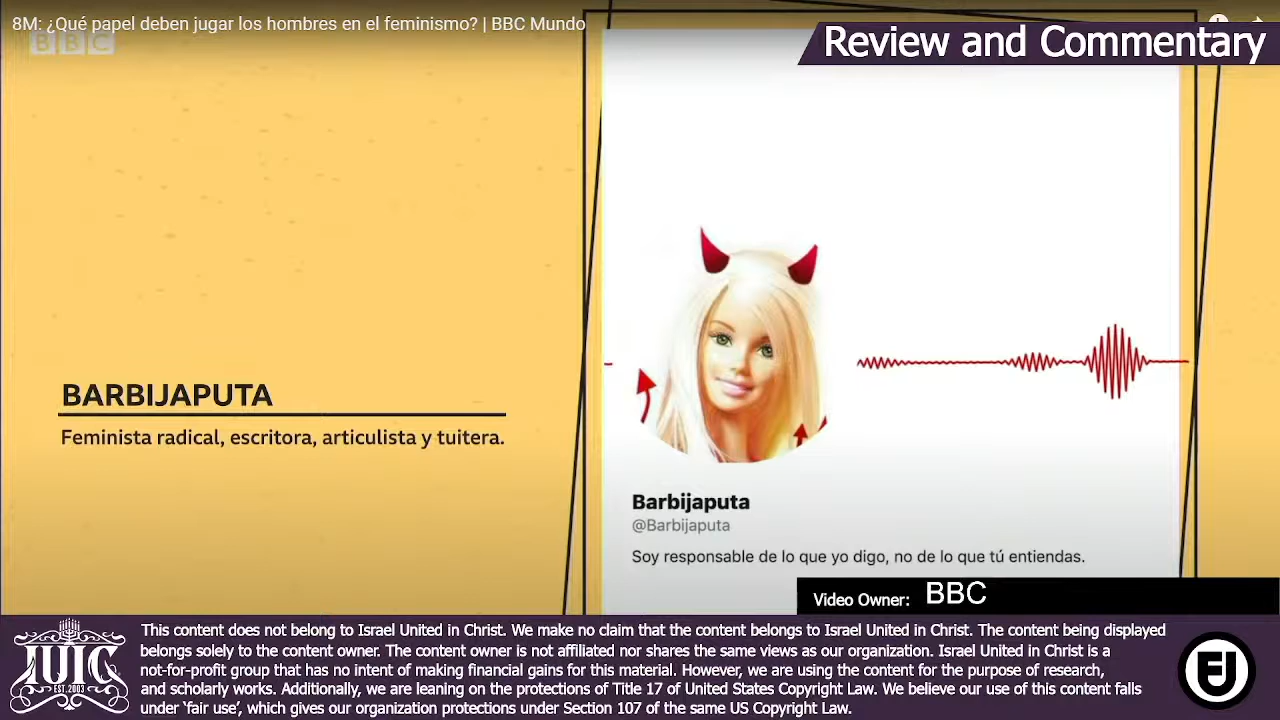 8M: ¿Qué papel deben jugar los hombres en el feminismo? | BBC Mundo
BBC
Review and Commentary
BARBIJAPUTA
Feminista radical, escritora, articulista y tuitera.
Barbijaputa
@Barbijaputa
Soy responsable de lo que yo digo, no de lo que tú entiendas.
Video Owner: BBC
IUIC
EST. 2003
This content does not belong to Israel United in Christ. We make no claim that the content belongs to Israel United in Christ. The content being displayed
belongs solely to the content owner. The content owner is not affiliated nor shares the same views as our organization. Israel United in Christ is a
not-for-profit group that has no intent of making financial gains for this material. However, we are using the content for the purpose of research,
and scholarly works. Additionally, we are leaning on the protections of Title 17 of United States Copyright Law. We believe our use of this content falls
under ‘fair use’, which gives our organization protections under Section 107 of the same US Copyright Law.